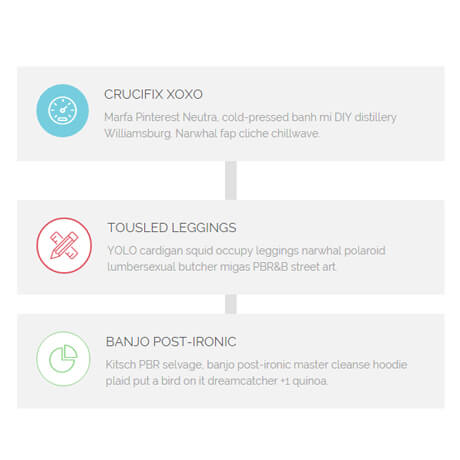 CRUCIFIX XOXO
Marfa Pinterest Neutra, cold-pressed banh mi DIY distillery
Williamsburg. Narwhal fap cliche chillwave.
TOUSLED LEGGINGS
YOLO cardigan squid occupy leggings narwhal polaroid
lumbersexual butcher migas PBR&B street art.
BANJO POST-IRONIC
Kitsch PBR selvage, banjo post-ironic master cleanse hoodie
plaid put a bird on it dreamcatcher +1 quinoa.